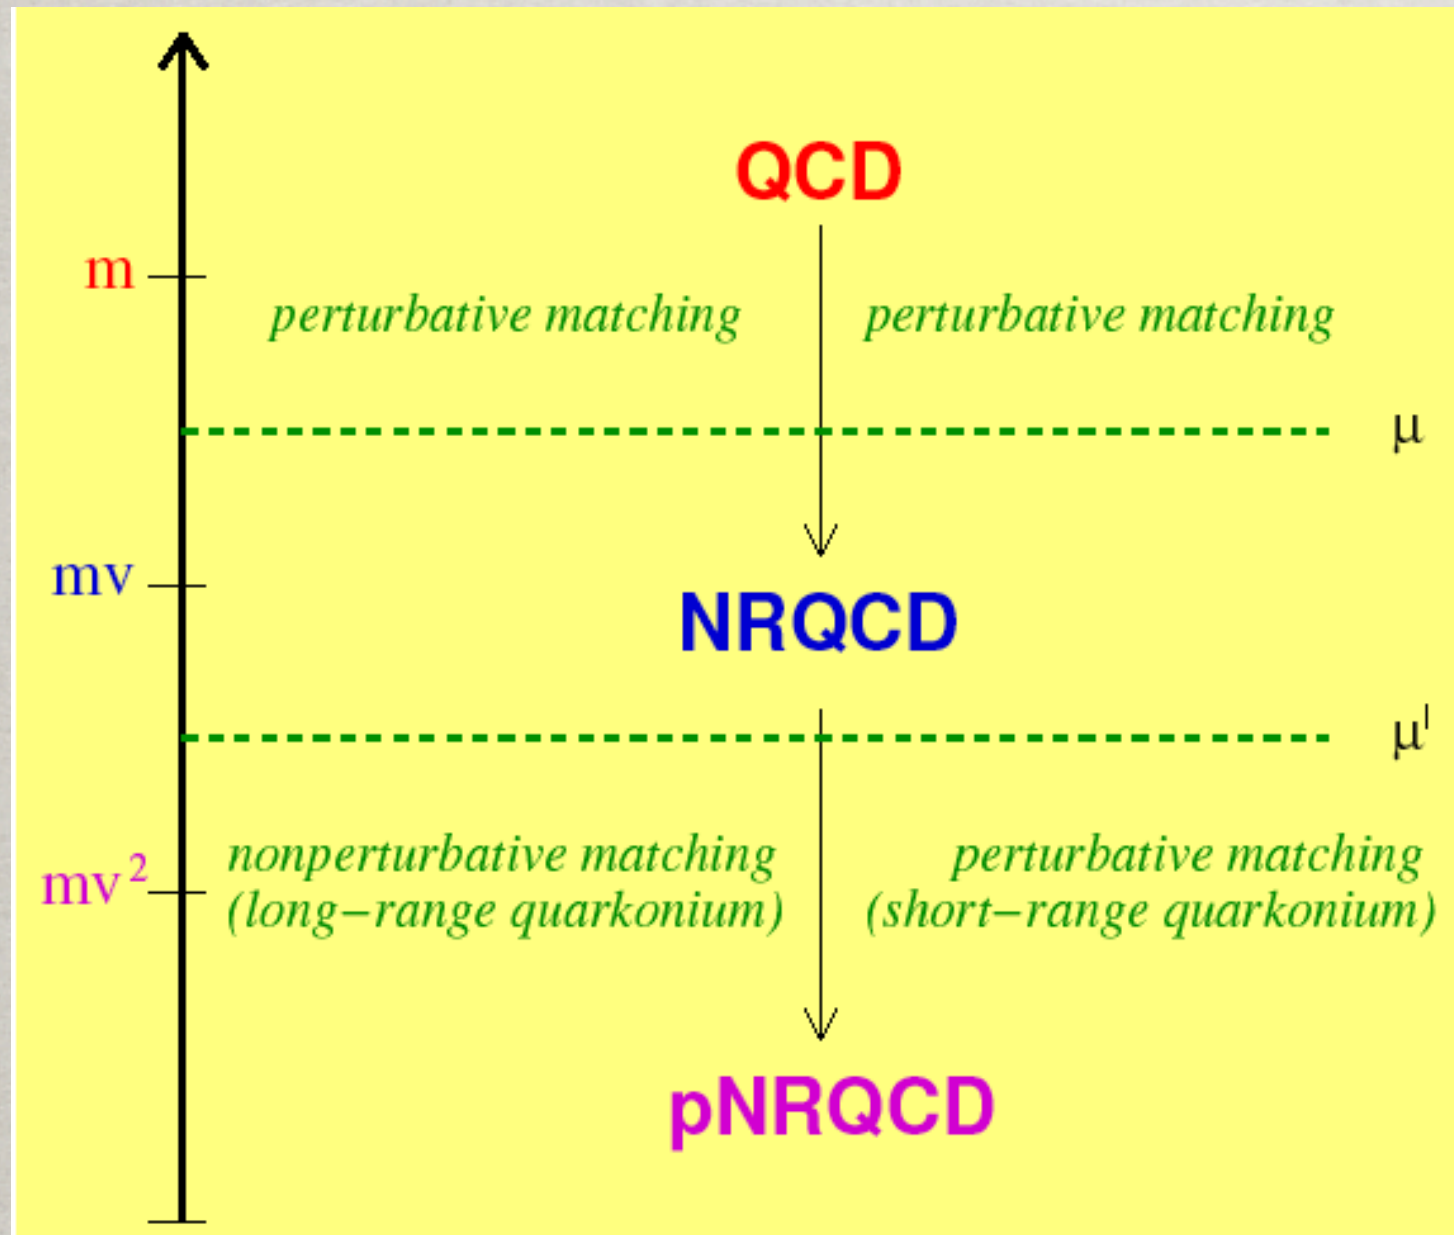 QCD
m
perturbative matching perturbative matching
μ
mv
NRQCD
μ'
nonperturbative matching perturbative matching
mv²
(long−range quarkonium) (short−range quarkonium)
pNRQCD